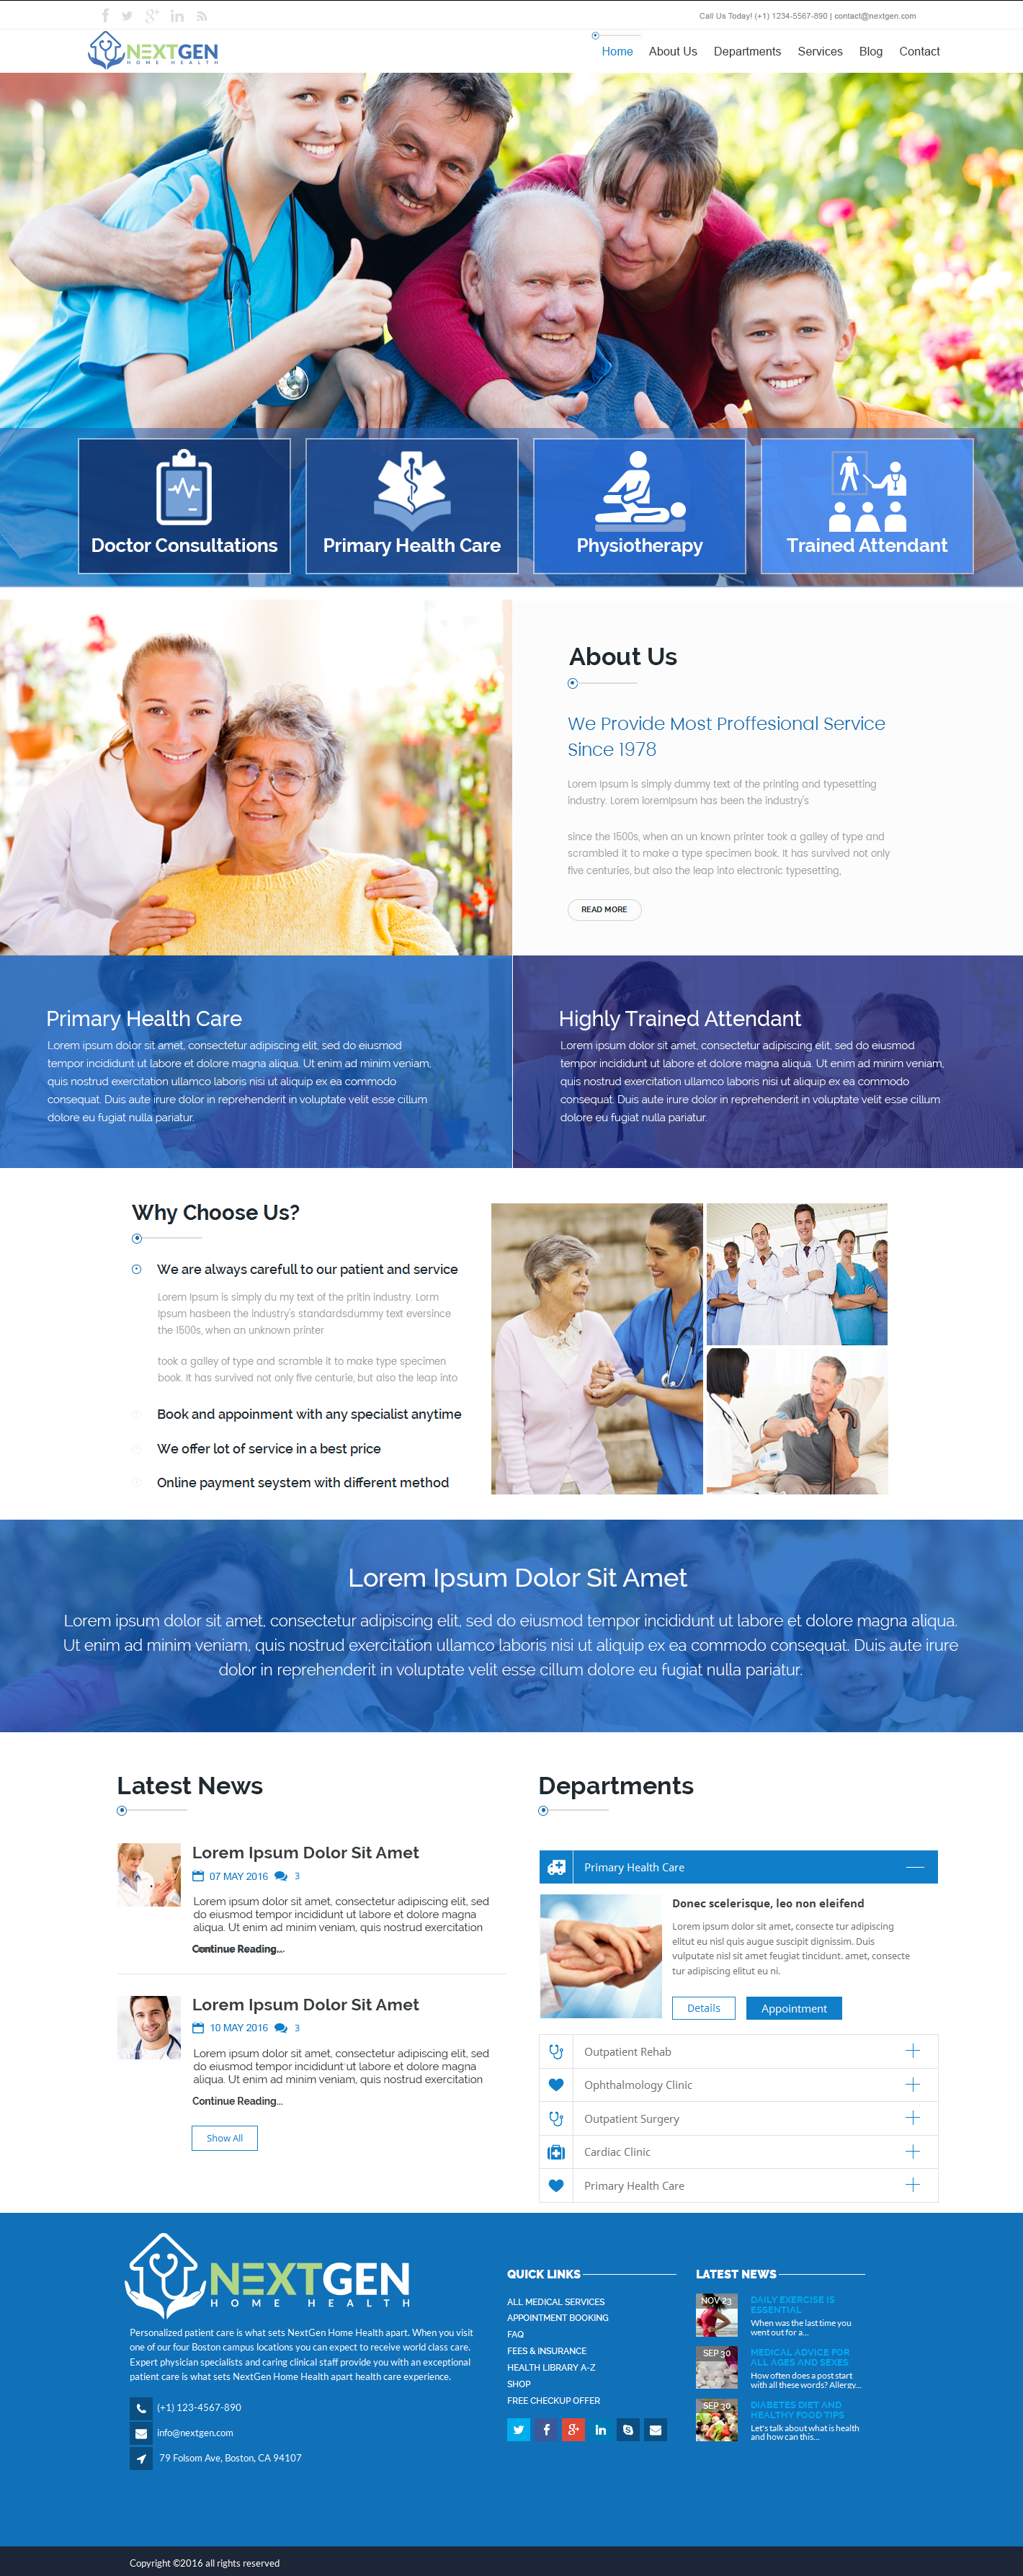 Call Us Today! (+1) 1234-5567-890 | contact@nextgen.com
NEXTGEN
HOME HEALTH
Home About Us Departments Services Blog Contact
Doctor Consultations
Primary Health Care
Physiotherapy
Trained Attendant
About Us
We Provide Most Proffesional Service
Since 1978
Lorem Ipsum is simply dummy text of the printing and typesetting
industry. Lorem loremIpsum has been the industry's
since the 1500s, when an un known printer took a galley of type and
scrambled it to make a type specimen book. It has survived not only
five centuries, but also the leap into electronic typesetting,
READ MORE
Primary Health Care
Lorem ipsum dolor sit amet, consectetur adipiscing elit, sed do eiusmod
tempor incididunt ut labore et dolore magna aliqua. Ut enim ad minim veniam,
quis nostrud exercitation ullamco laboris nisi ut aliquip ex ea commodo
consequat. Duis aute irure dolor in reprehenderit in voluptate velit esse cillum
dolore eu fugiat nulla pariatur.
Highly Trained Attendant
Lorem ipsum dolor sit amet, consectetur adipiscing elit, sed do eiusmod
tempor incididunt ut labore et dolore magna aliqua. Ut enim ad minim veniam,
quis nostrud exercitation ullamco laboris nisi ut aliquip ex ea commodo
consequat. Duis aute irure dolor in reprehenderit in voluptate velit esse cillum
dolore eu fugiat nulla pariatur.
Why Choose Us?
We are always carefull to our patient and service
Lorem Ipsum is simply du my text of the pritin industry. Lorm
Ipsum hasbeen the industry's standardsdummy text eversince
the 1500s, when an unknown printer
took a galley of type and scramble it to make type specimen
book. It has survived not only five centurie, but also the leap into
Book and appoinment with any specialist anytime
We offer lot of service in a best price
Online payment seystem with different method
Lorem Ipsum Dolor Sit Amet
Lorem ipsum dolor sit amet, consectetur adipiscing elit, sed do eiusmod tempor incididunt ut labore et dolore magna aliqua.
Ut enim ad minim veniam, quis nostrud exercitation ullamco laboris nisi ut aliquip ex ea commodo consequat. Duis aute irure
dolor in reprehenderit in voluptate velit esse cillum dolore eu fugiat nulla pariatur.
Latest News
Lorem Ipsum Dolor Sit Amet
07 MAY 2016 3
Lorem ipsum dolor sit amet, consectetur adipiscing elit, sed
do eiusmod tempor incididunt ut labore et dolore magna
aliqua. Ut enim ad minim veniam, quis nostrud exercitation
Continue Reading...
Lorem Ipsum Dolor Sit Amet
10 MAY 2016 3
Lorem ipsum dolor sit amet, consectetur adipiscing elit, sed
do eiusmod tempor incididunt ut labore et dolore magna
aliqua. Ut enim ad minim veniam, quis nostrud exercitation
Continue Reading...
Show All
Departments
Primary Health Care
Donec scelerisque, leo non eleifend
Lorem ipsum dolor sit amet, consecte tur adipiscing
elitut eu nisl quis augue suscipit dignissim. Duis
vulputate nisl sit amet feugiat tincidunt. amet, consecte
tur adipiscing elitut eu ni.
Details Appointment
Outpatient Rehab
Ophthalmology Clinic
Outpatient Surgery
Cardiac Clinic
Primary Health Care
NEXTGEN
HOME HEALTH
Personalized patient care is what sets NextGen Home Health apart. When you visit
one of our four Boston campus locations you can expect to receive world class care.
Expert physician specialists and caring clinical staff provide you with an exceptional
patient care is what sets NextGen Home Health apart health care experience.
(+1) 123-4567-890
info@nextgen.com
79 Folsom Ave, Boston, CA 94107
QUICK LINKS
ALL MEDICAL SERVICES
APPOINTMENT BOOKING
FAQ
FEES & INSURANCE
HEALTH LIBRARY A-Z
SHOP
FREE CHECKUP OFFER
LATEST NEWS
NOV 23
DAILY EXERCISE IS
ESSENTIAL
When was the last time you
went out for a...
SEP 30
MEDICAL ADVICE FOR
ALL AGES AND SEXES
How often does a post start
with all these words? Allergy...
SEP 30
DIABETES DIET AND
HEALTHY FOOD TIPS
Let's talk about what is health
and how can this...
Copyright ©2016 all rights reserved